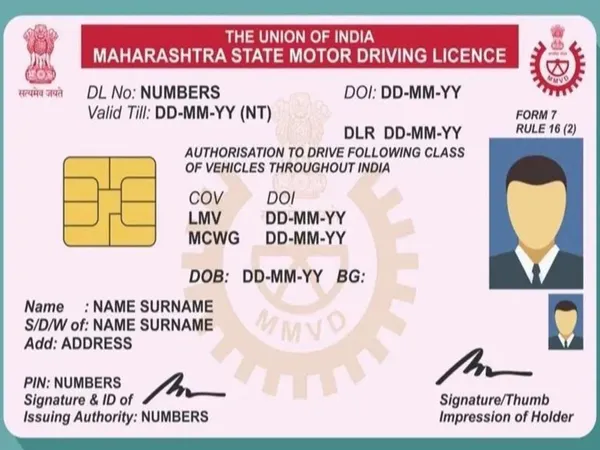 THE UNION OF INDIA
MAHARASHTRA STATE MOTOR DRIVING LICENCE
सत्यमेव जयते
MMVD
DL No: NUMBERS DOI: DD-MM-YY
Valid Till: DD-MM-YY (NT)
FORM 7
RULE 16 (2)
DLR DD-MM-YY
AUTHORISATION TO DRIVE FOLLOWING CLASS
OF VEHICLES THROUGHOUT INDIA
COV DOI
LMV DD-MM-YY
MCWG DD-MM-YY
DOB: DD-MM-YY BG:
Name : NAME SURNAME
S/D/W of: NAME SURNAME
Add: ADDRESS
MMVD
PIN: NUMBERS
Signature & ID of
Issuing Authority: NUMBERS
Signature/Thumb
Impression of Holder